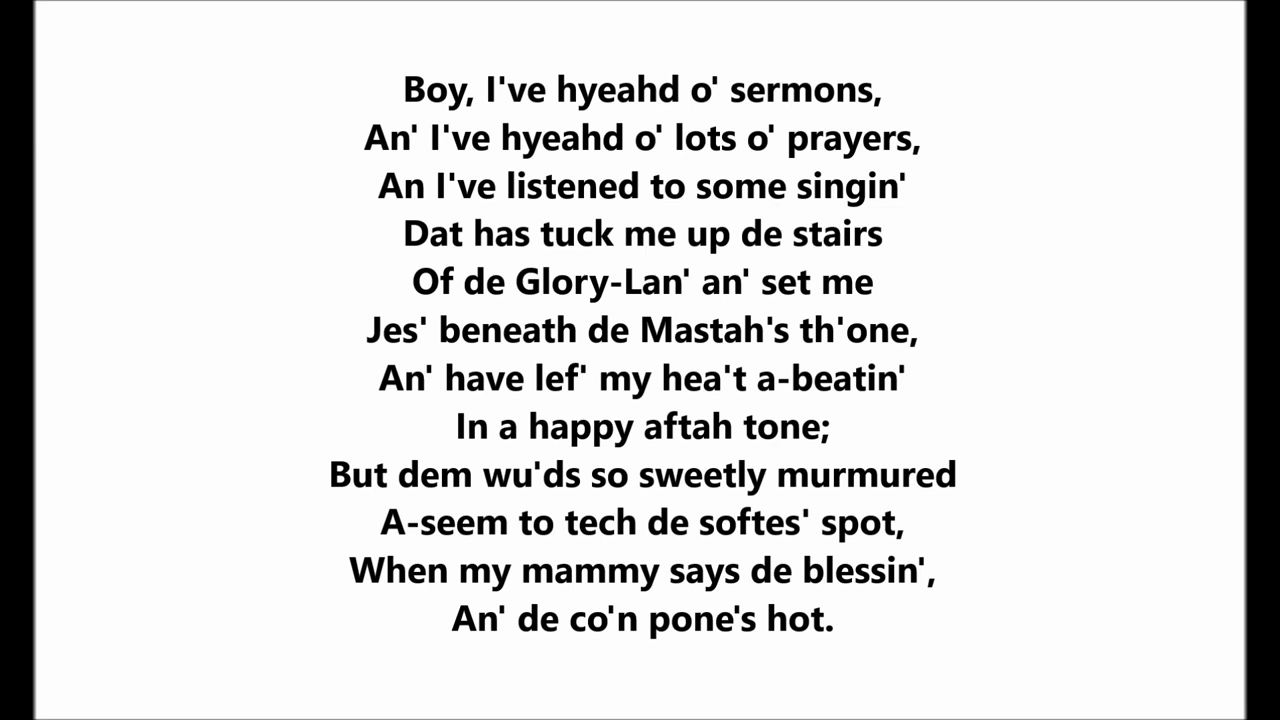 Boy, I've hyeahd o' sermons,
An' I've hyeahd o' lots o' prayers,
An I've listened to some singin'
Dat has tuck me up de stairs
Of de Glory-Lan' an' set me
Jes' beneath de Mastah's th'one,
An' have lef' my hea't a-beatin'
In a happy aftah tone;
But dem wu'ds so sweetly murmured
A-seem to tech de softes' spot,
When my mammy says de blessin',
An' de co'n pone's hot.